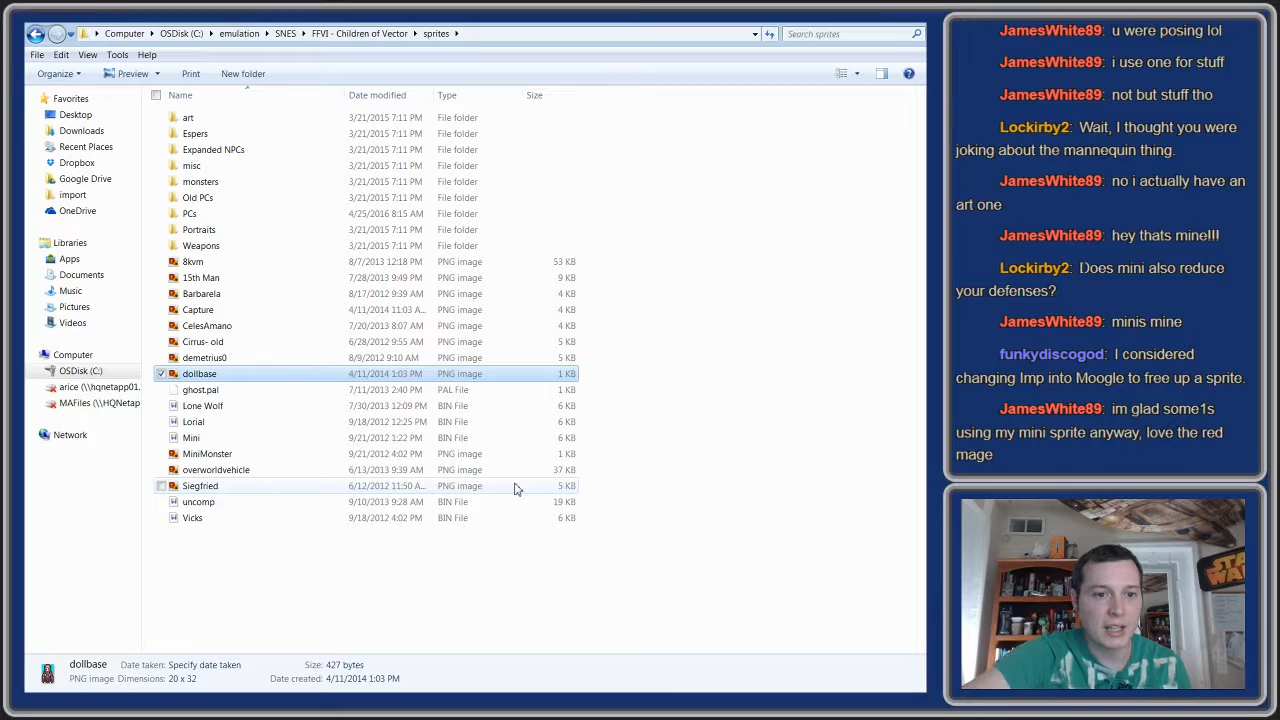 Computer OSDisk (C:) emulation SNES FFVI - Children of Vector sprites Search sprites
File Edit View Tools Help
Organize Preview Print New folder
Name Date modified Type Size
Favorites
Desktop
Downloads
Recent Places
Dropbox
Google Drive
import
OneDrive
Libraries
Apps
Documents
Music
Pictures
Videos
Computer
OSDisk (C:)
arice (\\hqnetapp01.
MAFiles (\\HQNetap
Network
art 3/21/2015 7:11 PM File folder
Espers 3/21/2015 7:11 PM File folder
Expanded NPCs 3/21/2015 7:11 PM File folder
misc 3/21/2015 7:11 PM File folder
monsters 3/21/2015 7:11 PM File folder
Old PCs 3/21/2015 7:11 PM File folder
PCs 4/25/2016 8:15 AM File folder
Portraits 3/21/2015 7:11 PM File folder
Weapons 3/21/2015 7:11 PM File folder
8kvm 8/7/2013 12:18 PM PNG image 53 KB
15th Man 7/28/2013 9:49 PM PNG image 9 KB
Barbarela 8/17/2012 9:39 AM PNG image 4 KB
Capture 4/11/2014 11:03 A... PNG image 4 KB
CelesAmano 7/20/2013 8:07 AM PNG image 4 KB
Cirrus- old 6/28/2012 9:55 AM PNG image 5 KB
demetrius0 8/9/2012 9:10 AM PNG image 5 KB
dollbase 4/11/2014 1:03 PM PNG image 1 KB
ghost.pal 7/11/2013 2:40 PM PAL File 1 KB
Lone Wolf 7/30/2013 12:09 PM BIN File 6 KB
Lorial 9/18/2012 12:25 PM BIN File 6 KB
Mini 9/21/2012 1:22 PM BIN File 6 KB
MiniMonster 9/21/2012 4:02 PM PNG image 1 KB
overworldvehicle 6/13/2013 9:39 AM PNG image 37 KB
Siegfried 6/12/2012 11:50 A... PNG image 5 KB
uncomp 9/10/2013 9:28 AM BIN File 19 KB
Vicks 9/18/2012 4:02 PM BIN File 6 KB
dollbase Date taken: Specify date taken Size: 427 bytes
PNG image Dimensions: 20 x 32 Date created: 4/11/2014 1:03 PM
JamesWhite89: u were posing lol
JamesWhite89: i use one for stuff
JamesWhite89: not but stuff tho
Lockirby2: Wait, I thought you were
joking about the mannequin thing.
JamesWhite89: no i actually have an
art one
JamesWhite89: hey thats mine!!!
Lockirby2: Does mini also reduce
your defenses?
JamesWhite89: minis mine
funkydiscogod: I considered
changing Imp into Moogle to free up a sprite.
JamesWhite89: im glad some1s
using my mini sprite anyway, love the red
mage
STAR